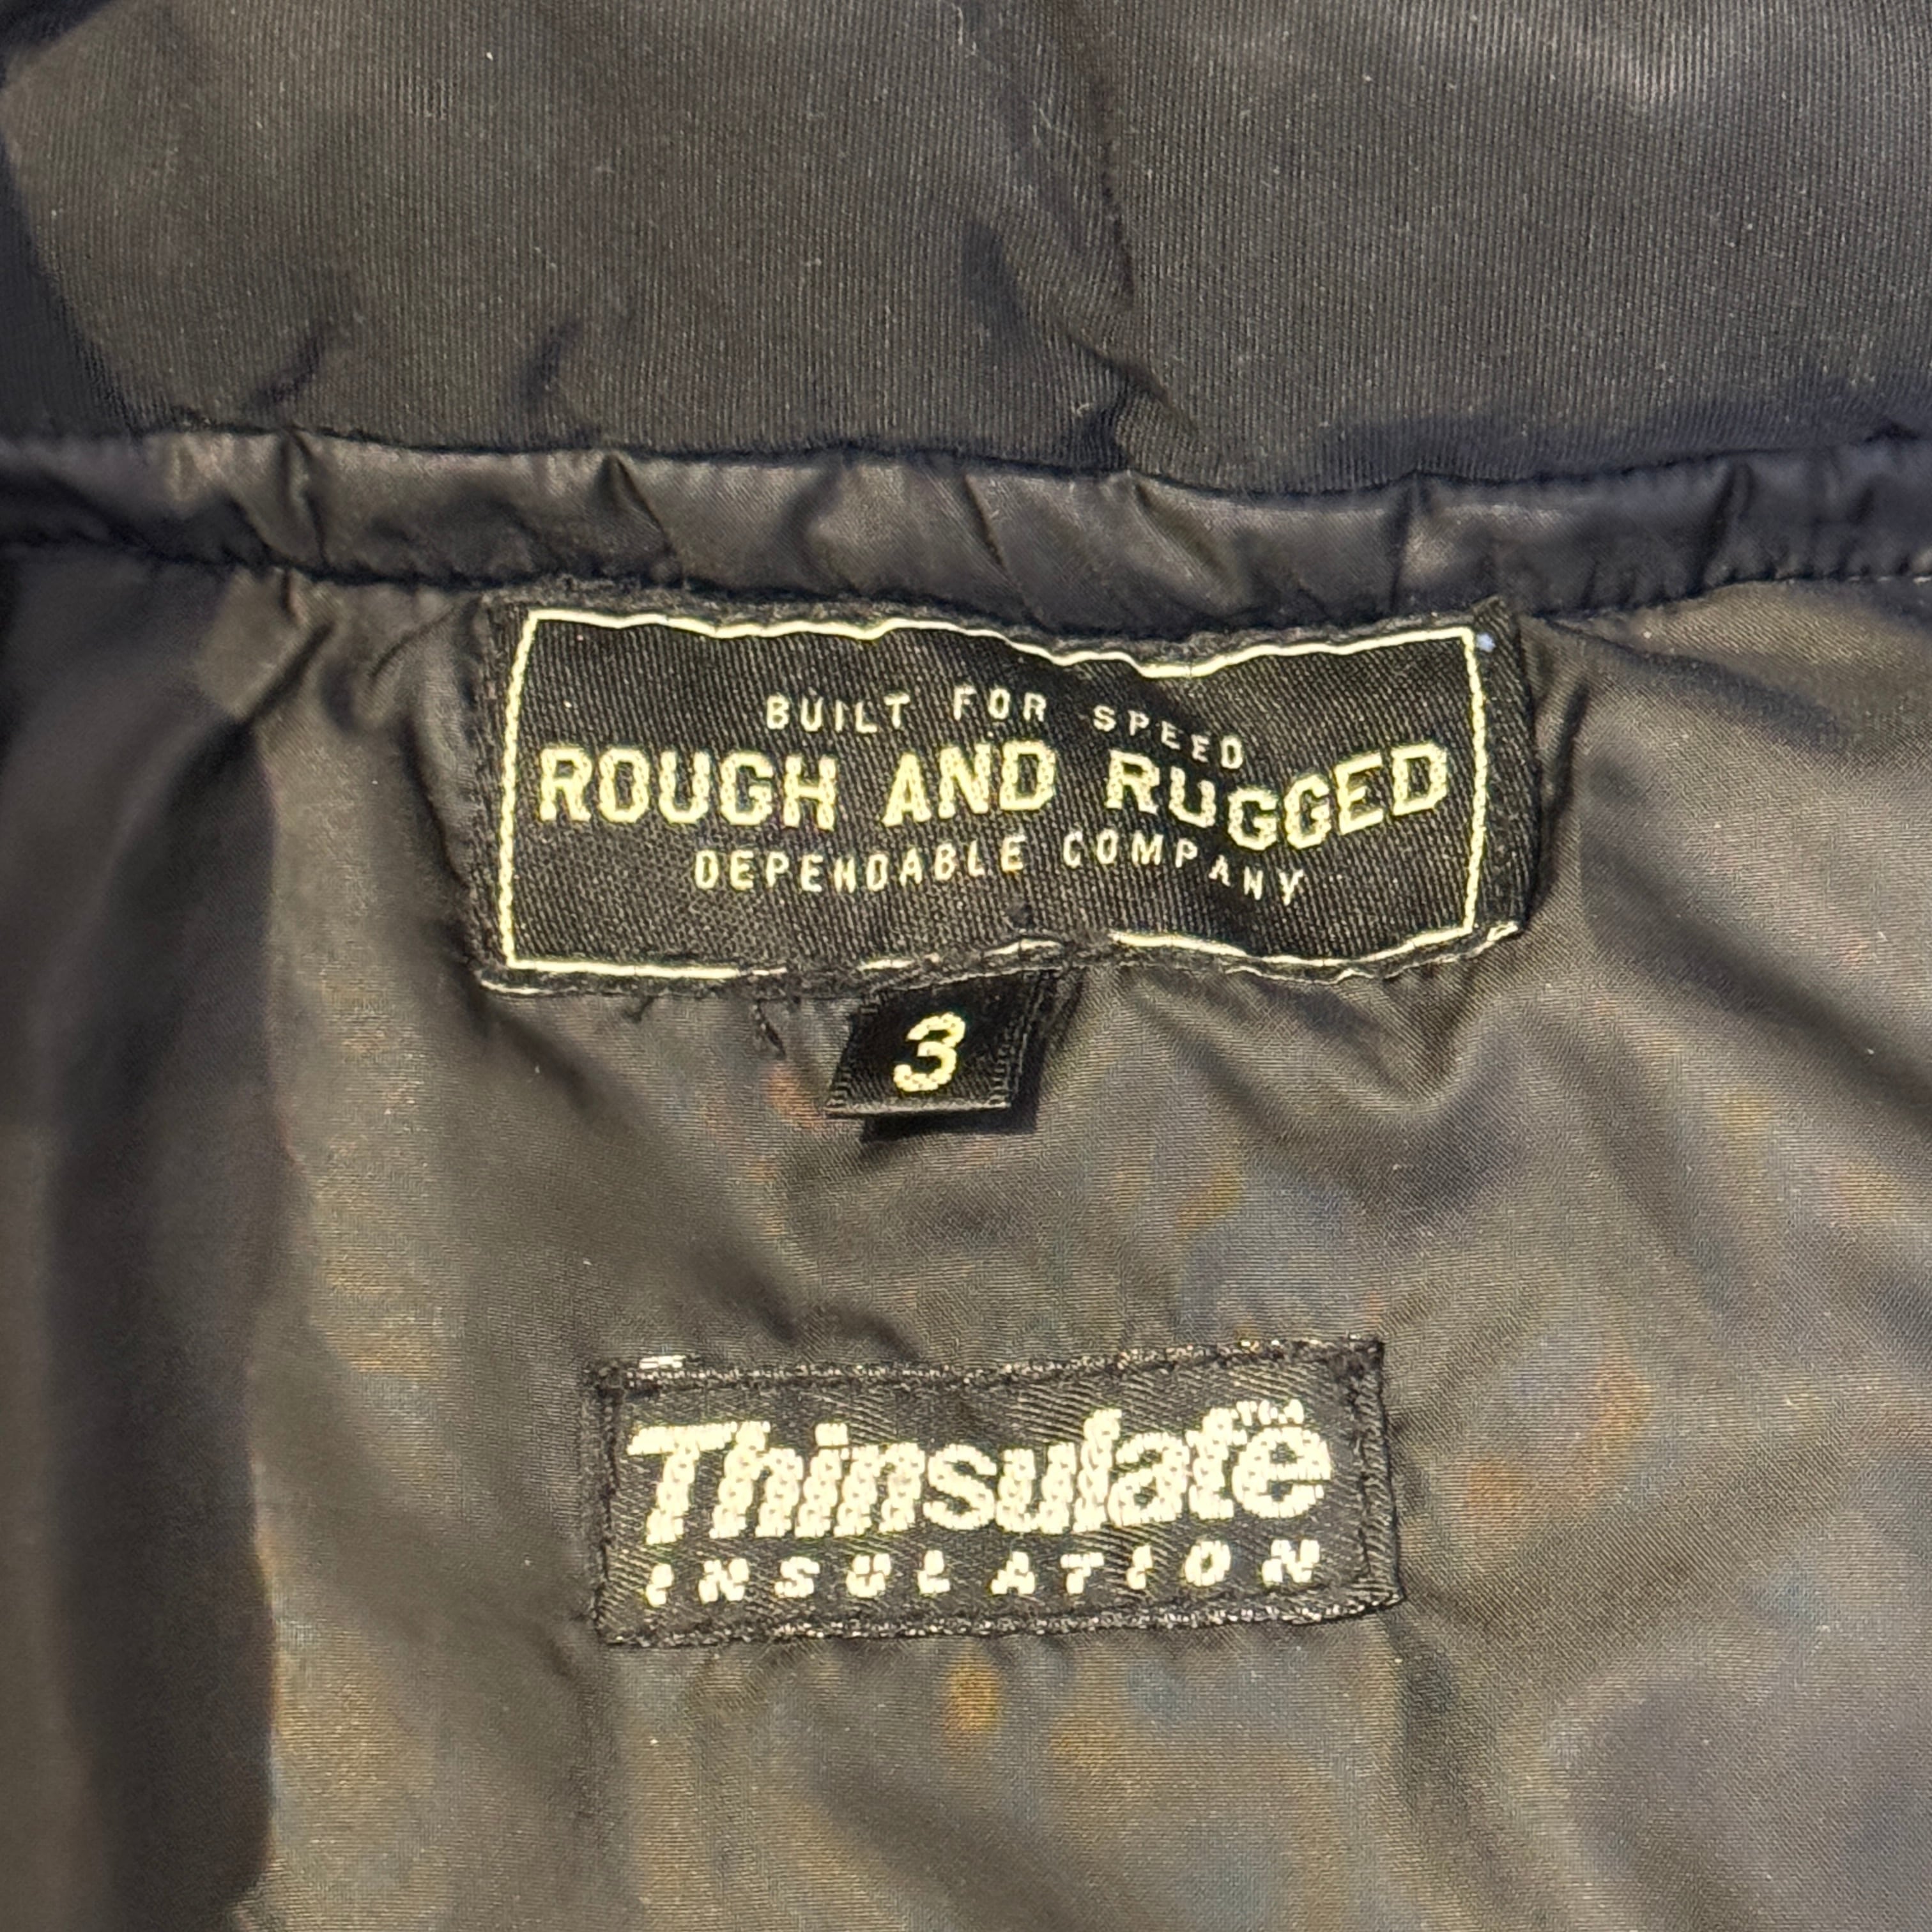 BUILT FOR SPEED
ROUGH AND RUGGED
DEPENDABLE COMPANY
3
Thinsulate™
INSULATION